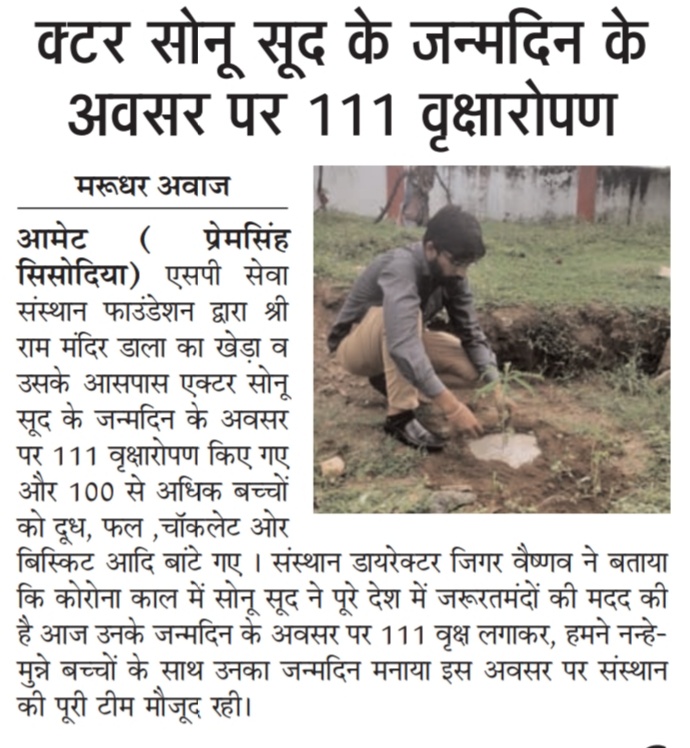 क्टर सोनू सूद के जन्मदिन के
अवसर पर 111 वृक्षारोपण
मरूधर अवाज
आमेट ( प्रेमसिंह
सिसोदिया) एसपी सेवा
संस्थान फाउंडेशन द्वारा श्री
राम मंदिर डाला का खेड़ा व
उसके आसपास एक्टर सोनू
सूद के जन्मदिन के अवसर
पर 111 वृक्षारोपण किए गए
और 100 से अधिक बच्चों
को दूध, फल ,चॉकलेट ओर
बिस्किट आदि बांटे गए । संस्थान डायरेक्टर जिगर वैष्णव ने बताया
कि कोरोना काल में सोनू सूद ने पूरे देश में जरूरतमंदों की मदद की
है आज उनके जन्मदिन के अवसर पर 111 वृक्ष लगाकर, हमने नन्हे-
मुन्ने बच्चों के साथ उनका जन्मदिन मनाया इस अवसर पर संस्थान
की पूरी टीम मौजूद रही।